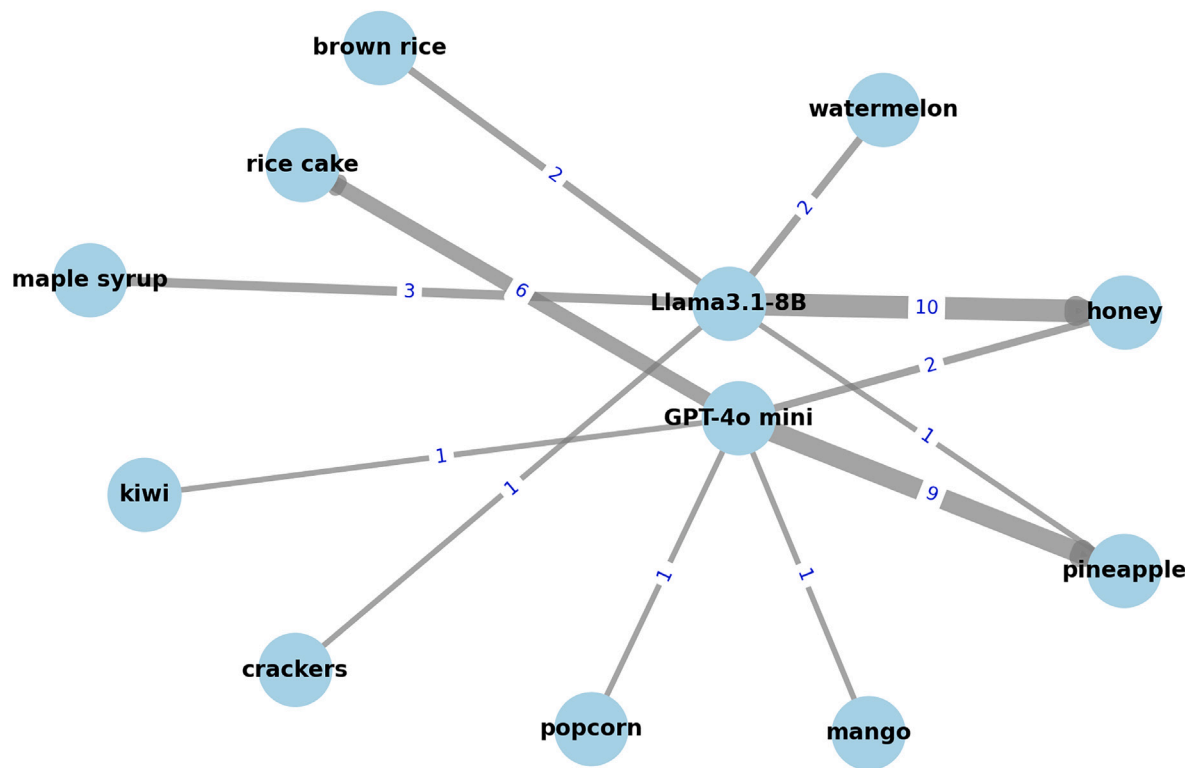 brown rice
watermelon
rice cake
2
2
maple syrup
3
6
Llama3.1-8B
10
honey
2
GPT-4o mini
1
1
kiwi
1
9
1
1
pineapple
crackers
popcorn
mango